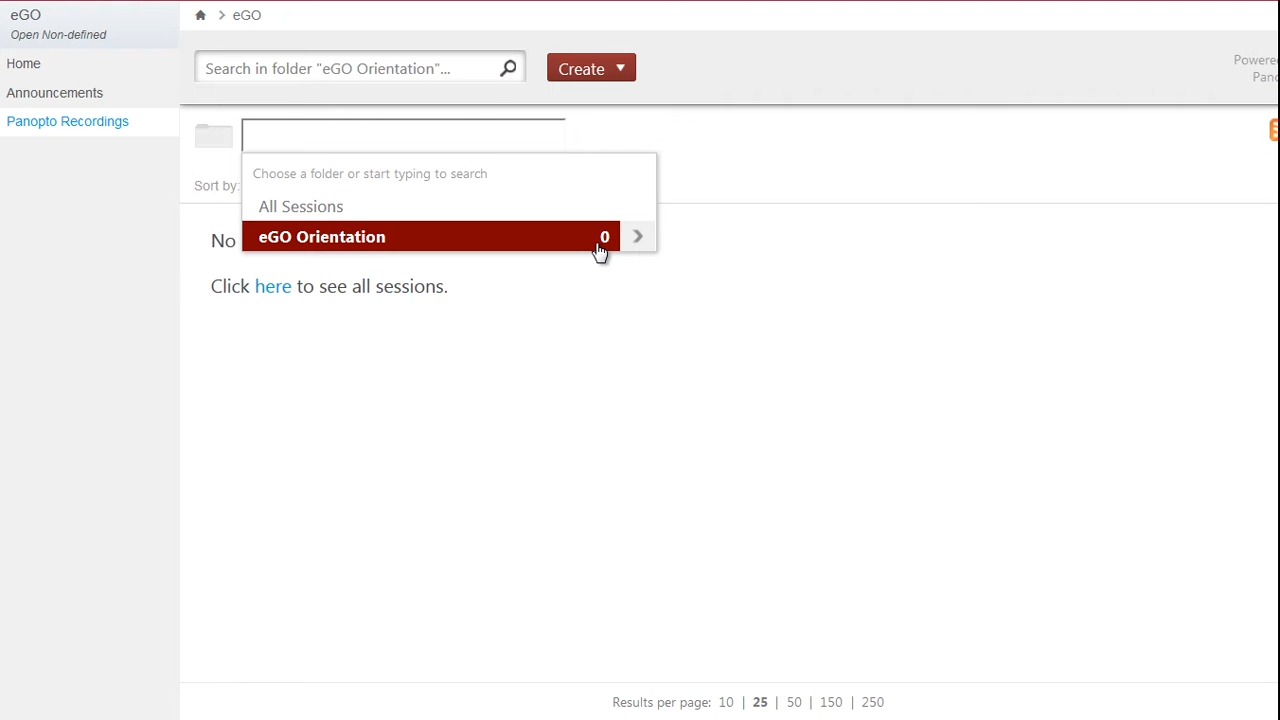 eGO
Open Non-defined
Home
Announcements
Panopto Recordings
eGO
Search in folder "eGO Orientation"...
Create
Powere
Pano
Choose a folder or start typing to search
Sort by:
All Sessions
eGO Orientation 0
No
Click here to see all sessions.
Results per page: 10 | 25 | 50 | 150 | 250